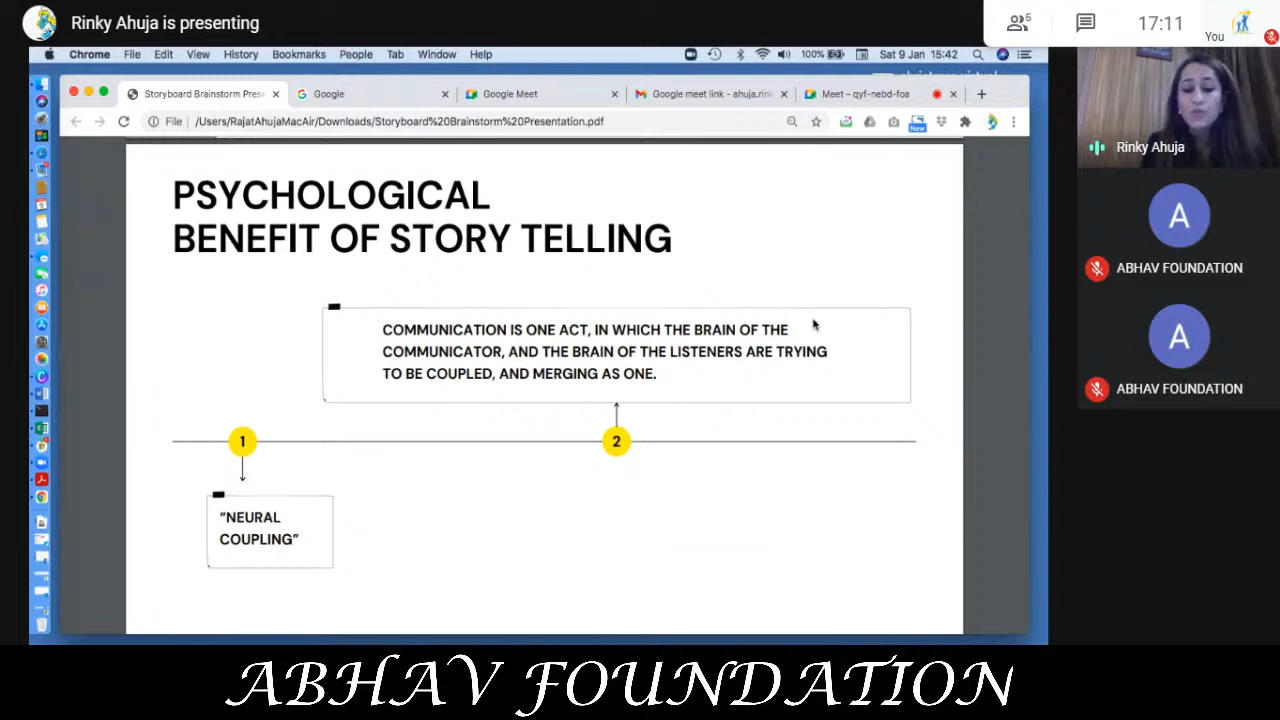 Rinky Ahuja is presenting
5
17:11
You
Chrome File Edit View History Bookmarks People Tab Window Help
100% Sat 9 Jan 15:42
Storyboard Brainstorm Prese
Google
Google Meet
Google meet link - ahuja.rink
Meet – qyf-nebd-foa
File /Users/RajatAhujaMacAir/Downloads/Storyboard%20Brainstorm%20Presentation.pdf
New
PSYCHOLOGICAL
BENEFIT OF STORY TELLING
COMMUNICATION IS ONE ACT, IN WHICH THE BRAIN OF THE
COMMUNICATOR, AND THE BRAIN OF THE LISTENERS ARE TRYING
TO BE COUPLED, AND MERGING AS ONE.
1
2
"NEURAL
COUPLING"
Rinky Ahuja
A
ABHAV FOUNDATION
A
ABHAV FOUNDATION
ABHAV FOUNDATION